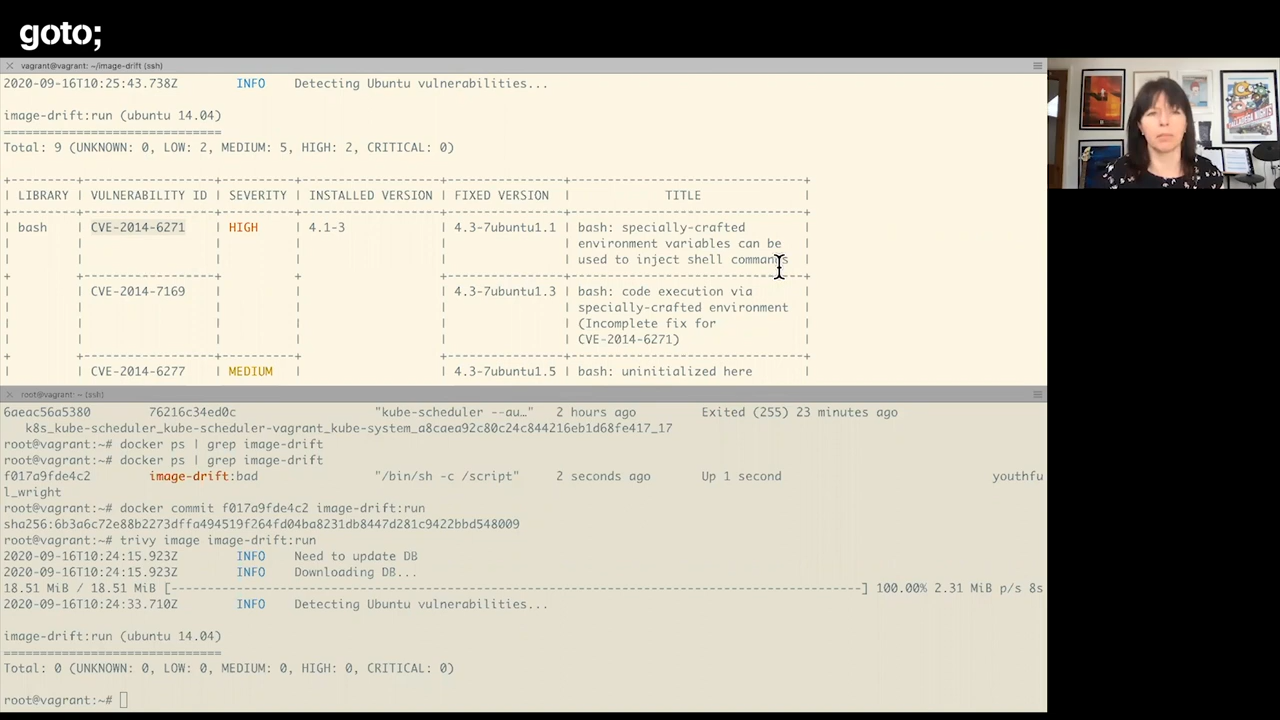 goto;
vagrant@vagrant: ~/image-drift (ssh)
2020-09-16T10:25:43.738Z INFO Detecting Ubuntu vulnerabilities...
image-drift:run (ubuntu 14.04)
=============================
Total: 9 (UNKNOWN: 0, LOW: 2, MEDIUM: 5, HIGH: 2, CRITICAL: 0)
+---------+------------------+----------+-------------------+---------------+------------------------------+
| LIBRARY | VULNERABILITY ID | SEVERITY | INSTALLED VERSION | FIXED VERSION | TITLE |
+---------+------------------+----------+-------------------+---------------+------------------------------+
| bash | CVE-2014-6271 | HIGH | 4.1-3 | 4.3-7ubuntu1.1 | bash: specially-crafted |
| | | | | | environment variables can be |
| | | | | | used to inject shell commands |
+ +------------------+ + +---------------+------------------------------+
| | CVE-2014-7169 | | | 4.3-7ubuntu1.3 | bash: code execution via |
| | | | | | specially-crafted environment |
| | | | | | (Incomplete fix for |
| | | | | | CVE-2014-6271) |
+ +------------------+----------+ +---------------+------------------------------+
| | CVE-2014-6277 | MEDIUM | | 4.3-7ubuntu1.5 | bash: uninitialized here |
root@vagrant: ~ (ssh)
6aeac56a5380 76216c34ed0c "kube-scheduler --au…" 2 hours ago Exited (255) 23 minutes ago
k8s_kube-scheduler_kube-scheduler-vagrant_kube-system_a8caea92c80c24c844216eb1d68fe417_17
root@vagrant:~# docker ps | grep image-drift
root@vagrant:~# docker ps | grep image-drift
f017a9fde4c2 image-drift:bad "/bin/sh -c /script" 2 seconds ago Up 1 second youthfu
l_wright
root@vagrant:~# docker commit f017a9fde4c2 image-drift:run
sha256:6b3a6c72e88b2273dffa494519f264fd04ba8231db8447d281c9422bbd548009
root@vagrant:~# trivy image image-drift:run
2020-09-16T10:24:15.923Z INFO Need to update DB
2020-09-16T10:24:15.923Z INFO Downloading DB...
18.51 MiB / 18.51 MiB [---------------------------------------------------------------------------------------] 100.00% 2.31 MiB p/s 8s
2020-09-16T10:24:33.710Z INFO Detecting Ubuntu vulnerabilities...
image-drift:run (ubuntu 14.04)
=============================
Total: 0 (UNKNOWN: 0, LOW: 0, MEDIUM: 0, HIGH: 0, CRITICAL: 0)
root@vagrant:~#